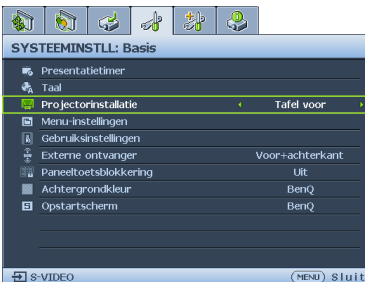 SYSTEEMINSTLL: Basis
Presentatietimer
Taal
Projectorinstallatie Tafel voor
Menu-instellingen
Gebruiksinstellingen
Externe ontvanger Voor+achterkant
Paneeltoetsblokkering Uit
Achtergrondkleur BenQ
Opstartscherm BenQ
S-VIDEO MENU Sluit